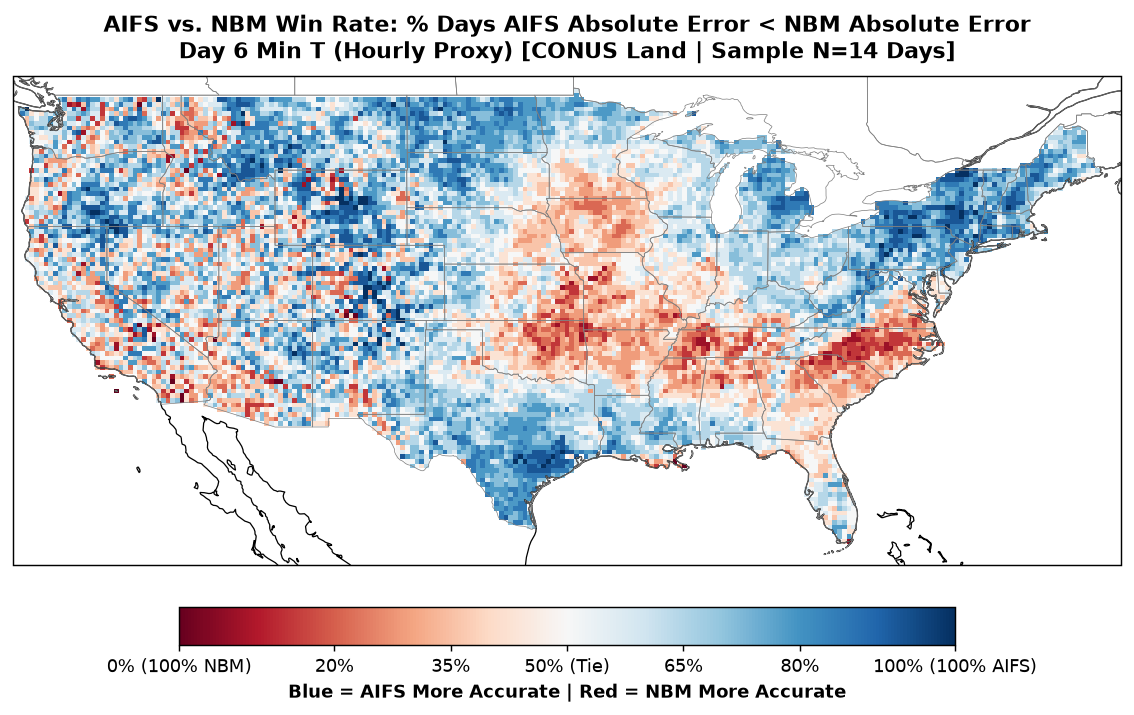 AIFS vs. NBM Win Rate: % Days AIFS Absolute Error < NBM Absolute Error
Day 6 Min T (Hourly Proxy) [CONUS Land | Sample N=14 Days]
0% (100% NBM) 20% 35% 50% (Tie) 65% 80% 100% (100% AIFS)
Blue = AIFS More Accurate | Red = NBM More Accurate